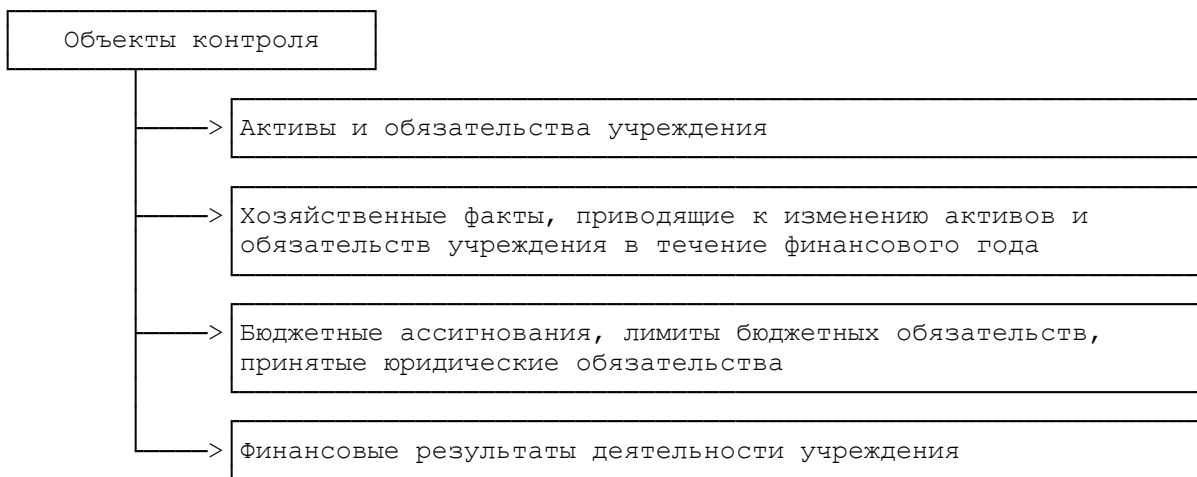 Объекты контроля
Активы и обязательства учреждения
Хозяйственные факты, приводящие к изменению активов и
обязательств учреждения в течение финансового года
Бюджетные ассигнования, лимиты бюджетных обязательств,
принятые юридические обязательства
Финансовые результаты деятельности учреждения